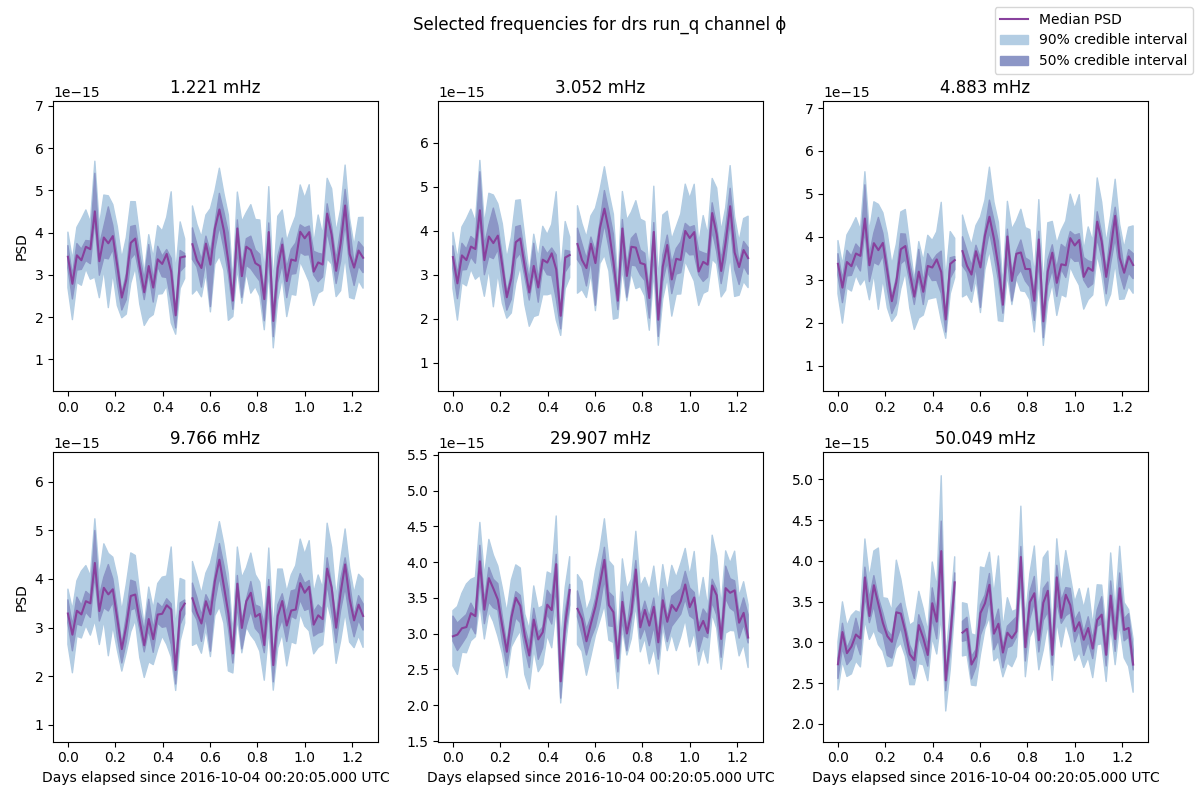 Selected frequencies for drs run_q channel ϕ
Median PSD
90% credible interval
50% credible interval
1.221 mHz
3.052 mHz
4.883 mHz
1e−15
1e−15
1e−15
PSD
7
6
5
4
3
2
1
0.0 0.2 0.4 0.6 0.8 1.0 1.2
6
5
4
3
2
1
0.0 0.2 0.4 0.6 0.8 1.0 1.2
7
6
5
4
3
2
1
0.0 0.2 0.4 0.6 0.8 1.0 1.2
9.766 mHz
29.907 mHz
50.049 mHz
1e−15
1e−15
1e−15
PSD
6
5
4
3
2
1
0.0 0.2 0.4 0.6 0.8 1.0 1.2
Days elapsed since 2016-10-04 00:20:05.000 UTC
5.5
5.0
4.5
4.0
3.5
3.0
2.5
2.0
1.5
0.0 0.2 0.4 0.6 0.8 1.0 1.2
Days elapsed since 2016-10-04 00:20:05.000 UTC
5.0
4.5
4.0
3.5
3.0
2.5
2.0
0.0 0.2 0.4 0.6 0.8 1.0 1.2
Days elapsed since 2016-10-04 00:20:05.000 UTC